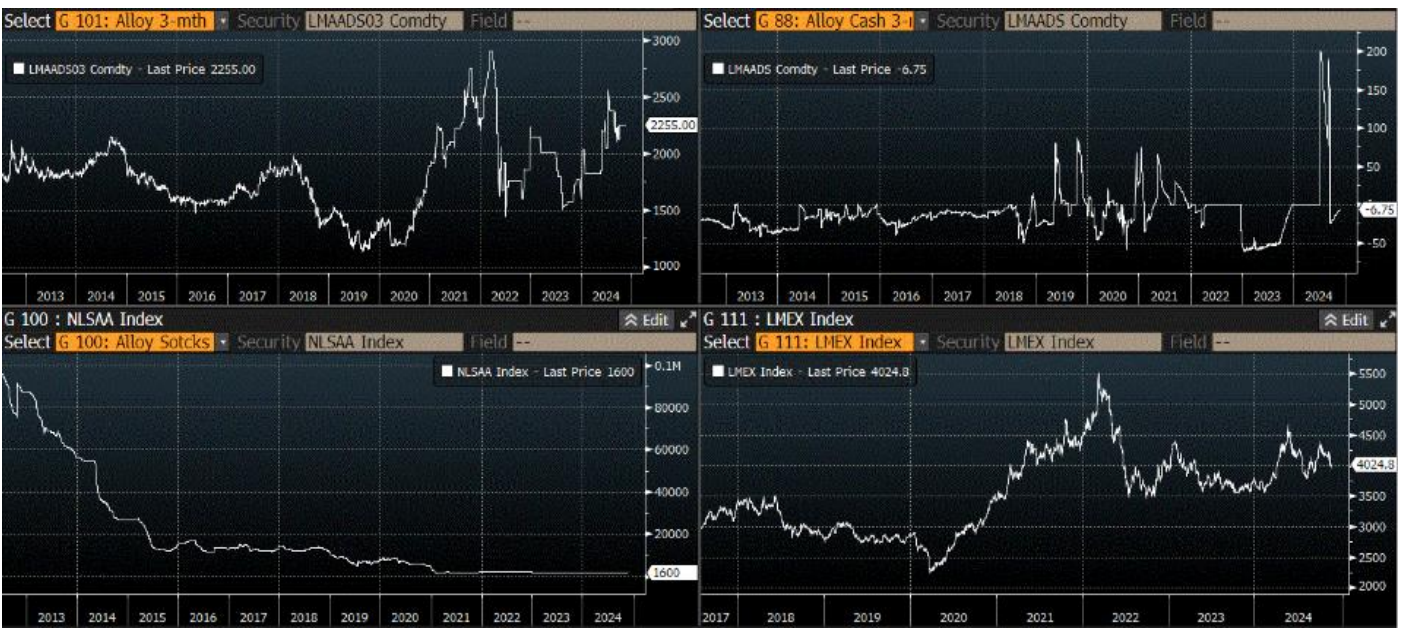 Select G 101: Alloy 3-mth Security LMAADS03 Comdty Field --
LMAADS03 Comdty - Last Price 2255.00
3000
2500
2255.00
2000
1500
1000
2013 2014 2015 2016 2017 2018 2019 2020 2021 2022 2023 2024
Select G 88: Alloy Cash 3-m Security LMAADS Comdty Field --
LMAADS Comdty - Last Price -6.75
200
150
100
50
0
-6.75
-50
2013 2014 2015 2016 2017 2018 2019 2020 2021 2022 2023 2024
G 100 : NLSAA Index Edit
Select G 100: Alloy Sotcks Security NLSAA Index Field --
NLSAA Index - Last Price 1600
0.1M
80000
60000
40000
20000
1600
2013 2014 2015 2016 2017 2018 2019 2020 2021 2022 2023 2024
G 111 : LMEX Index Edit
Select G 111: LMEX Index Security LMEX Index Field --
LMEX Index - Last Price 4024.8
5500
5000
4500
4024.8
3500
3000
2500
2000
2017 2018 2019 2020 2021 2022 2023 2024